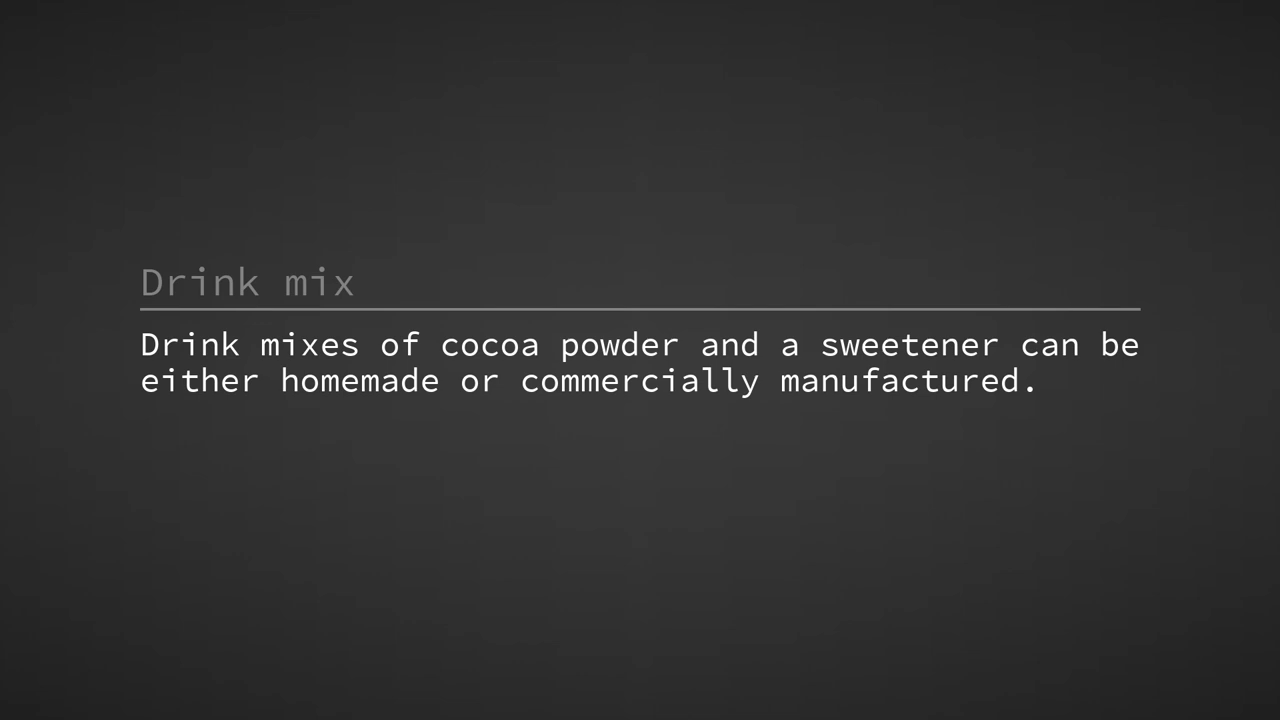 Drink mix
Drink mixes of cocoa powder and a sweetener can be
either homemade or commercially manufactured.